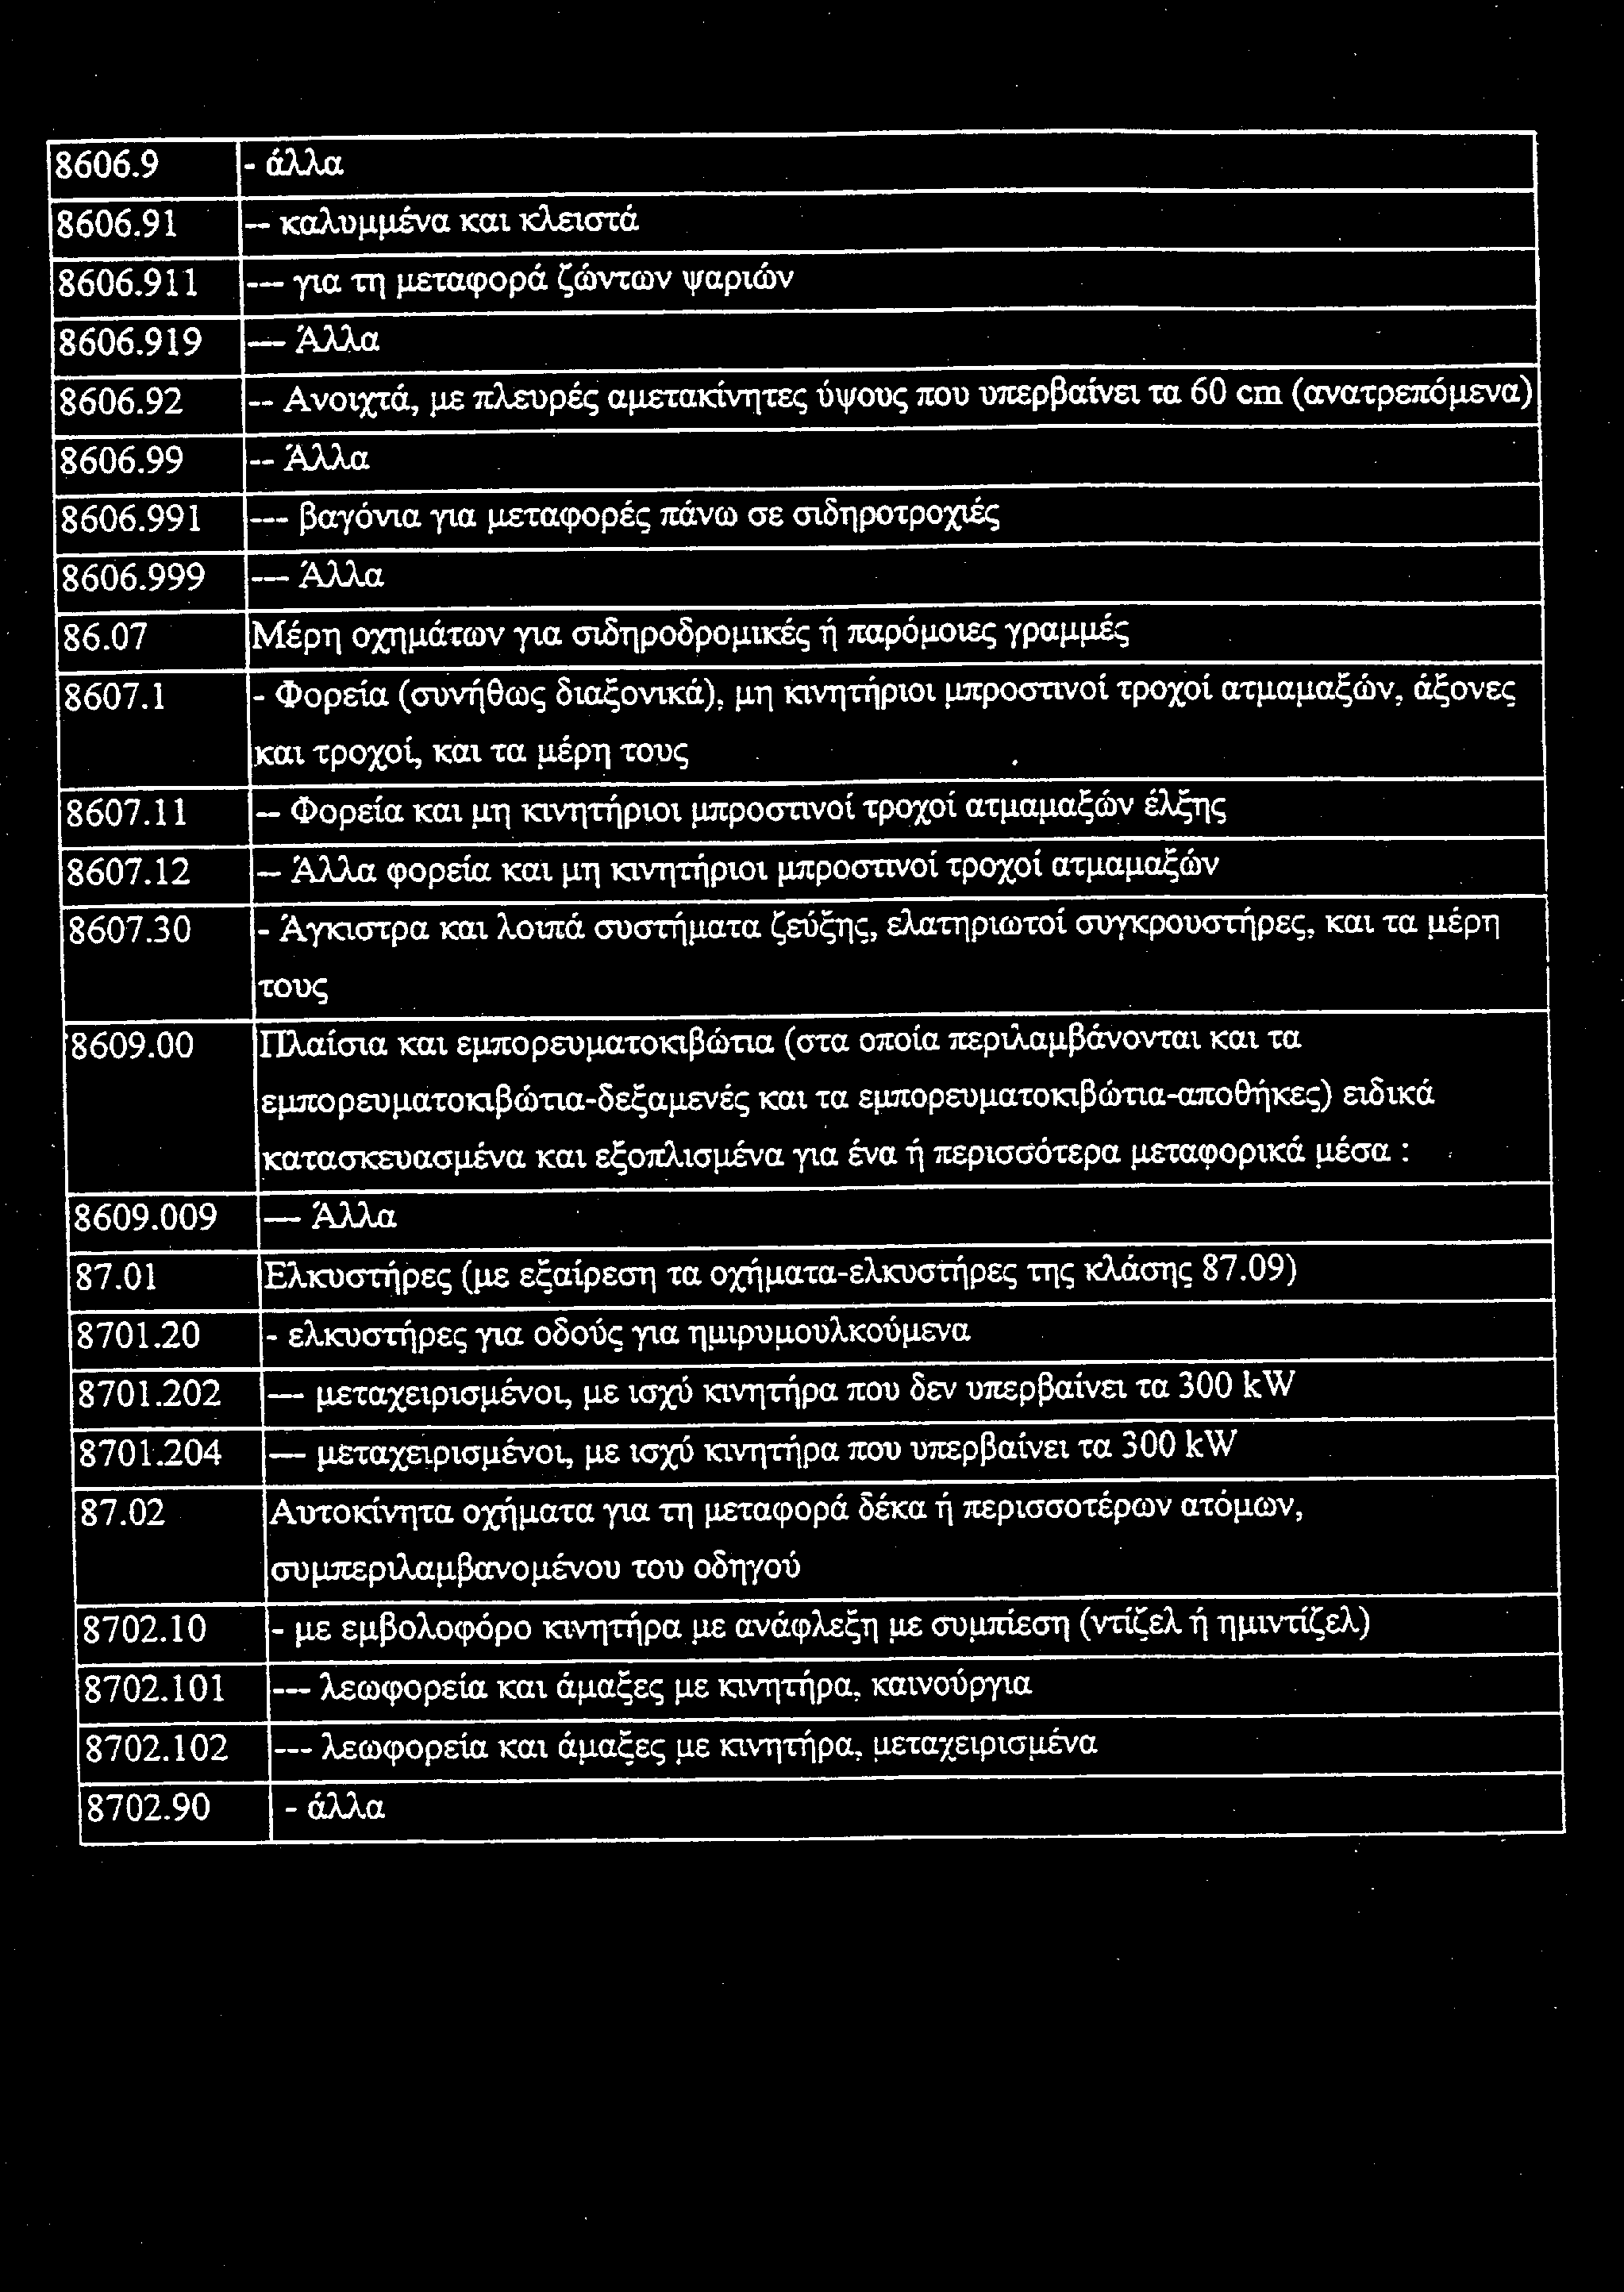 8606.9 - άλλα
8606.91 -- καλυμμένα και κλειστά
8606.911 --- για τη μεταφορά ζώντων ψαριών
8606.919 --- Άλλα
8606.92 -- Ανοιχτά, με πλευρές αμετακίνητες ύψους που υπερβαίνει τα 60 cm (ανατρεπόμενα)
8606.99 -- Άλλα
8606.991 --- βαγόνια για μεταφορές πάνω σε σιδηροτροχιές
8606.999 --- Άλλα
86.07 Μέρη οχημάτων για σιδηροδρομικές ή παρόμοιες γραμμές
8607.1 - Φορεία (συνήθως διαξονικά), μη κινητήριοι μπροστινοί τροχοί ατμαμαξών, άξονες
και τροχοί, και τα μέρη τους
8607.11 -- Φορεία και μη κινητήριοι μπροστινοί τροχοί ατμαμαξών έλξης
8607.12 -- Άλλα φορεία και μη κινητήριοι μπροστινοί τροχοί ατμαμαξών
8607.30 - Άγκιστρα και λοιπά συστήματα ζεύξης, ελατηριωτοί συγκρουστήρες, και τα μέρη
τους
8609.00 Πλαίσια και εμπορευματοκιβώτια (στα οποία περιλαμβάνονται και τα
εμπορευματοκιβώτια-δεξαμενές και τα εμπορευματοκιβώτια-αποθήκες) ειδικά
κατασκευασμένα και εξοπλισμένα για ένα ή περισσότερα μεταφορικά μέσα :
8609.009 --- Άλλα
87.01 Ελκυστήρες (με εξαίρεση τα οχήματα-ελκυστήρες της κλάσης 87.09)
8701.20 - ελκυστήρες για οδούς για ημιρυμουλκούμενα
8701.202 --- μεταχειρισμένοι, με ισχύ κινητήρα που δεν υπερβαίνει τα 300 kW
8701.204 --- μεταχειρισμένοι, με ισχύ κινητήρα που υπερβαίνει τα 300 kW
87.02 Αυτοκίνητα οχήματα για τη μεταφορά δέκα ή περισσοτέρων ατόμων,
συμπεριλαμβανομένου του οδηγού
8702.10 - με εμβολοφόρο κινητήρα με ανάφλεξη με συμπίεση (ντίζελ ή ημιντίζελ)
8702.101 --- λεωφορεία και άμαξες με κινητήρα, καινούργια
8702.102 --- λεωφορεία και άμαξες με κινητήρα, μεταχειρισμένα
8702.90 - άλλα